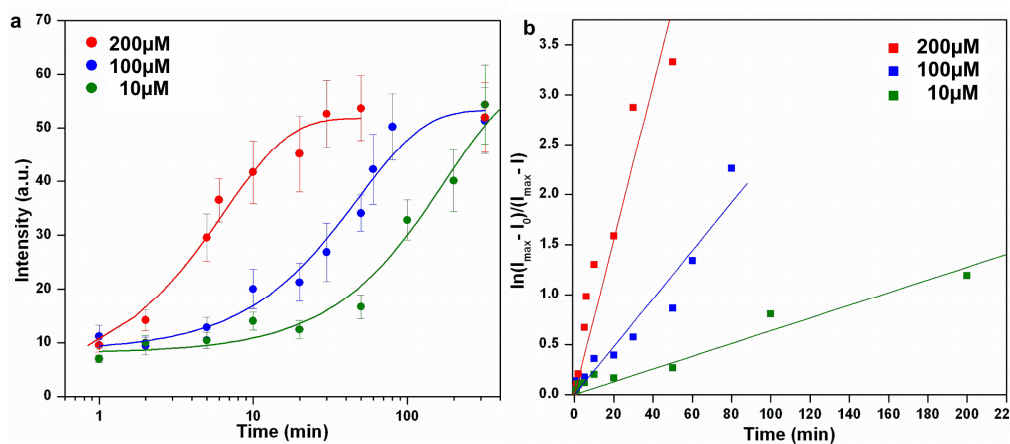 a
70
60
50
40
30
20
10
0
Intensity (a.u.)
200μM
100μM
10μM
1
10
100
Time (min)
b
3.5
3.0
2.5
2.0
1.5
1.0
0.5
0.0
ln(Imax- I0)/(Imax- I)
200μM
100μM
10μM
0
20
40
60
80
100
120
140
160
180
200
22
Time (min)